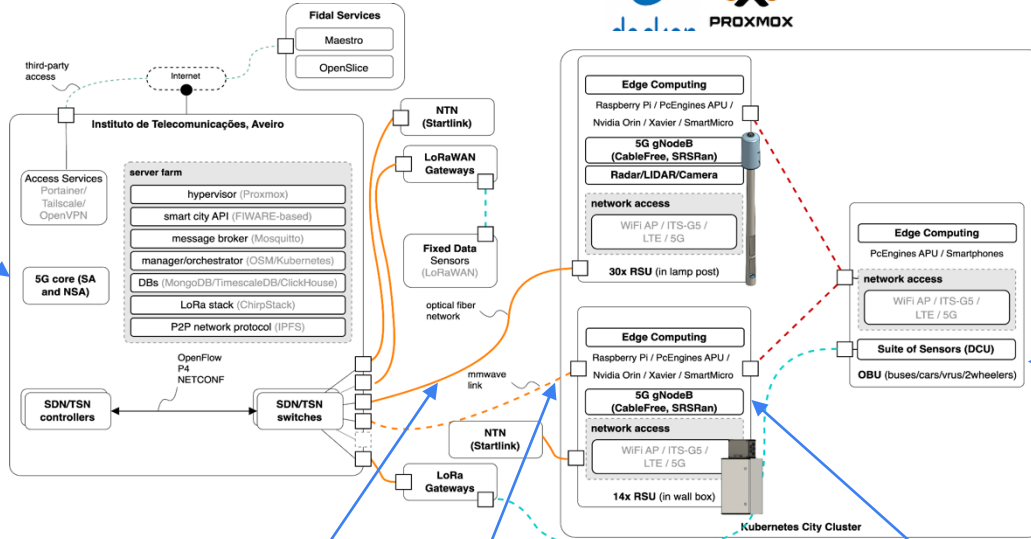 PROXMOX
Fidal Services
Maestro
OpenSlice
third-party
access
Internet
Instituto de Telecomunicações, Aveiro
Access Services
Portainer/
Tailscale/
OpenVPN
5G core (SA
and NSA)
server farm
hypervisor (Proxmox)
smart city API (FIWARE-based)
message broker (Mosquitto)
manager/orchestrator (OSM/Kubernetes)
DBs (MongoDB/TimescaleDB/ClickHouse)
LoRa stack (ChirpStack)
P2P network protocol (IPFS)
OpenFlow
P4
NETCONF
SDN/TSN
controllers
SDN/TSN
switches
NTN
(Startlink)
LoRaWAN
Gateways
Fixed Data
Sensors
(LoRaWAN)
optical fiber
network
mmwave
link
NTN
(Startlink)
LoRa
Gateways
Edge Computing
Raspberry Pi / PcEngines APU /
Nvidia Orin / Xavier / SmartMicro
5G gNodeB
(CableFree, SRSRan)
Radar/LIDAR/Camera
network access
WiFi AP / ITS-G5 /
LTE / 5G
30x RSU (in lamp post)
Edge Computing
Raspberry Pi / PcEngines APU /
Nvidia Orin / Xavier / SmartMicro
5G gNodeB
(CableFree, SRSRan)
network access
WiFi AP / ITS-G5 /
LTE / 5G
14x RSU (in wall box)
Kubernetes City Cluster
Edge Computing
PcEngines APU / Smartphones
network access
WiFi AP / ITS-G5 /
LTE / 5G
Suite of Sensors (DCU)
OBU (buses/cars/vrus/2wheelers)